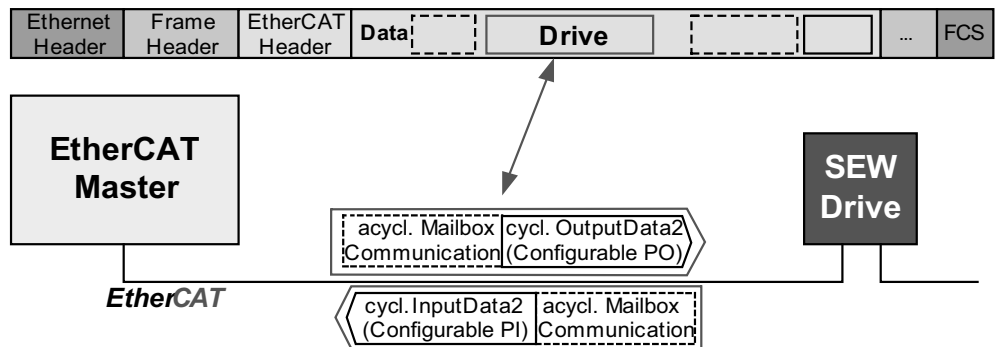 Ethernet Header
Frame Header
EtherCAT Header
Data
Drive
...
FCS
EtherCAT
Master
SEW
Drive
acycl. Mailbox
Communication
cycl. OutputData2
(Configurable PO)
EtherCAT
cycl. InputData2
(Configurable PI)
acycl. Mailbox
Communication